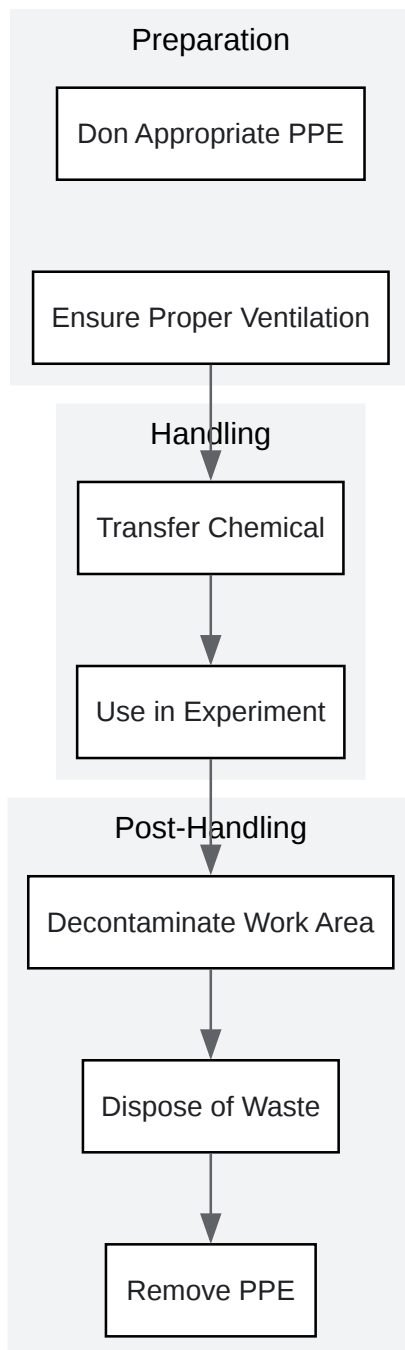 Preparation
Don Appropriate PPE
Ensure Proper Ventilation
Handling
Transfer Chemical
Use in Experiment
Post-Handling
Decontaminate Work Area
Dispose of Waste
Remove PPE